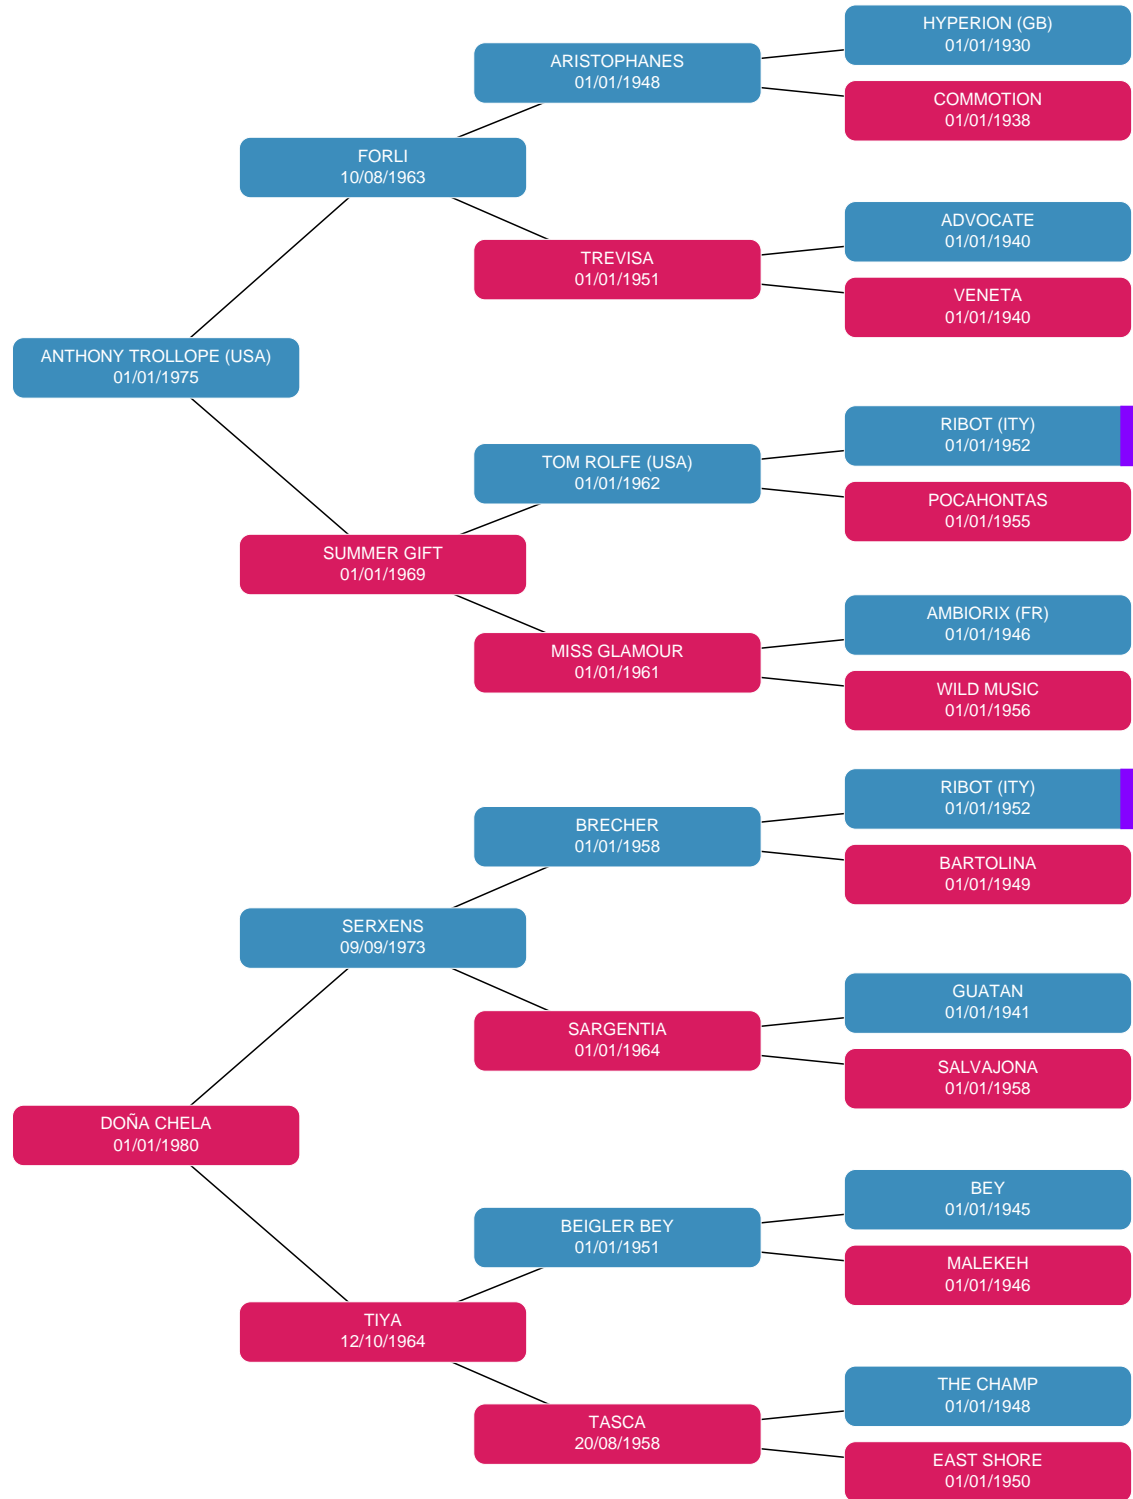 HYPERION (GB)
01/01/1930
ARISTOPHANES
01/01/1948
COMMOTION
01/01/1938
FORLI
10/08/1963
ADVOCATE
01/01/1940
TREVISA
01/01/1951
VENETA
01/01/1940
ANTHONY TROLLOPE (USA)
01/01/1975
RIBOT (ITY)
01/01/1952
TOM ROLFE (USA)
01/01/1962
POCAHONTAS
01/01/1955
SUMMER GIFT
01/01/1969
AMBIORIX (FR)
01/01/1946
MISS GLAMOUR
01/01/1961
WILD MUSIC
01/01/1956
RIBOT (ITY)
01/01/1952
BRECHER
01/01/1958
BARTOLINA
01/01/1949
SERXENS
09/09/1973
GUATAN
01/01/1941
SARGENTIA
01/01/1964
SALVAJONA
01/01/1958
DOÑA CHELA
01/01/1980
BEY
01/01/1945
BEIGLER BEY
01/01/1951
MALEKEH
01/01/1946
TIYA
12/10/1964
THE CHAMP
01/01/1948
TASCA
20/08/1958
EAST SHORE
01/01/1950